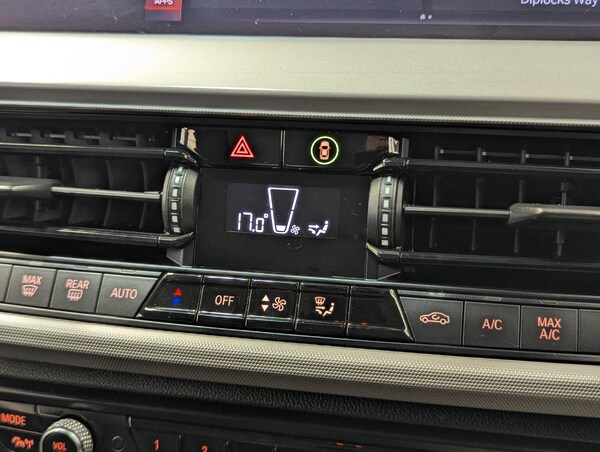 APPS
Diplocks Way
17.0°
MAX
REAR
AUTO
OFF
A/C
MAX
A/C
MODE
VOL
1
2